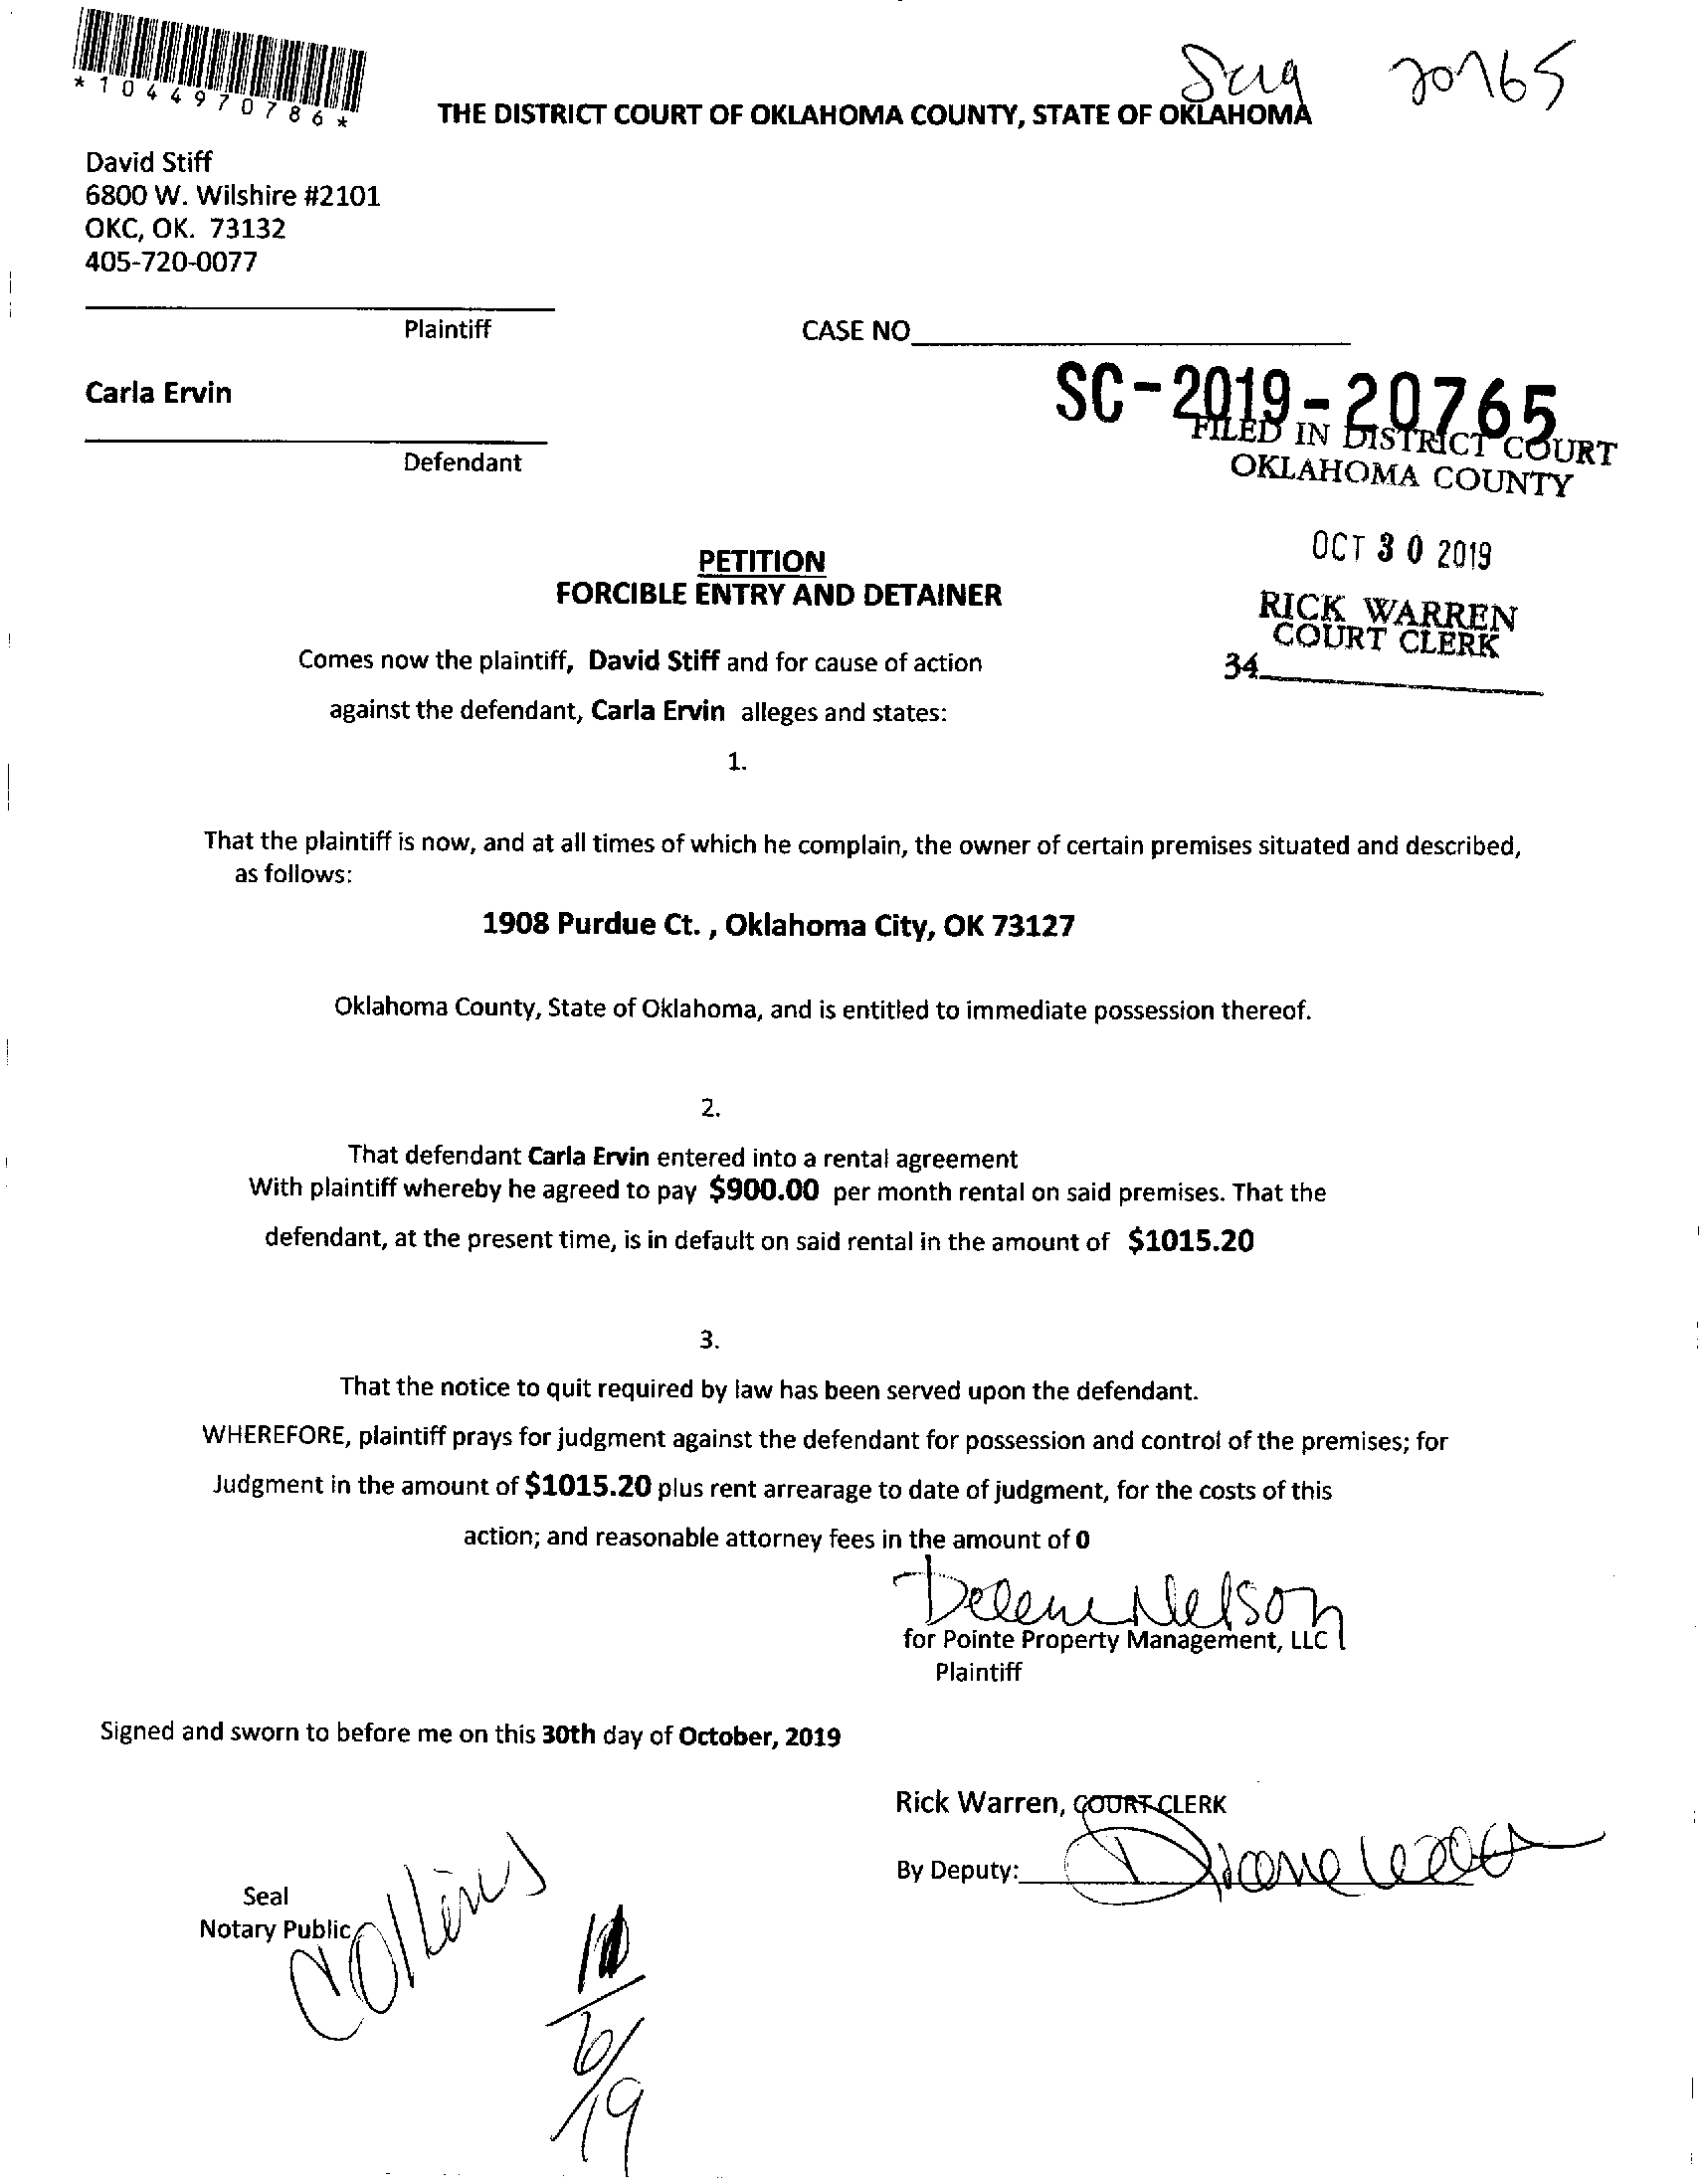 *1044970786*
20765
THE DISTRICT COURT OF OKLAHOMA COUNTY, STATE OF OKLAHOMA
David Stiff
6800 W. Wilshire #2101
OKC, OK. 73132
405-720-0077
Plaintiff
CASE NO
SC-2019-20765
Carla Ervin
FILED IN DISTRICT COURT
OKLAHOMA COUNTY
Defendant
OCT 30 2019
PETITION
FORCIBLE ENTRY AND DETAINER
RICK WARREN
COURT CLERK
34
Comes now the plaintiff, David Stiff and for cause of action
against the defendant, Carla Ervin alleges and states:
1.
That the plaintiff is now, and at all times of which he complain, the owner of certain premises situated and described,
as follows:
1908 Purdue Ct. , Oklahoma City, OK 73127
Oklahoma County, State of Oklahoma, and is entitled to immediate possession thereof.
2.
That defendant Carla Ervin entered into a rental agreement
With plaintiff whereby he agreed to pay $900.00 per month rental on said premises. That the
defendant, at the present time, is in default on said rental in the amount of $1015.20
3.
That the notice to quit required by law has been served upon the defendant.
WHEREFORE, plaintiff prays for judgment against the defendant for possession and control of the premises; for
Judgment in the amount of $1015.20 plus rent arrearage to date of judgment, for the costs of this
action; and reasonable attorney fees in the amount of 0
Delene Nelson
for Pointe Property Management, LLC
Plaintiff
Signed and sworn to before me on this 30th day of October, 2019
Rick Warren, COURT CLERK
By Deputy: Diane
Seal
Notary Public
Collins